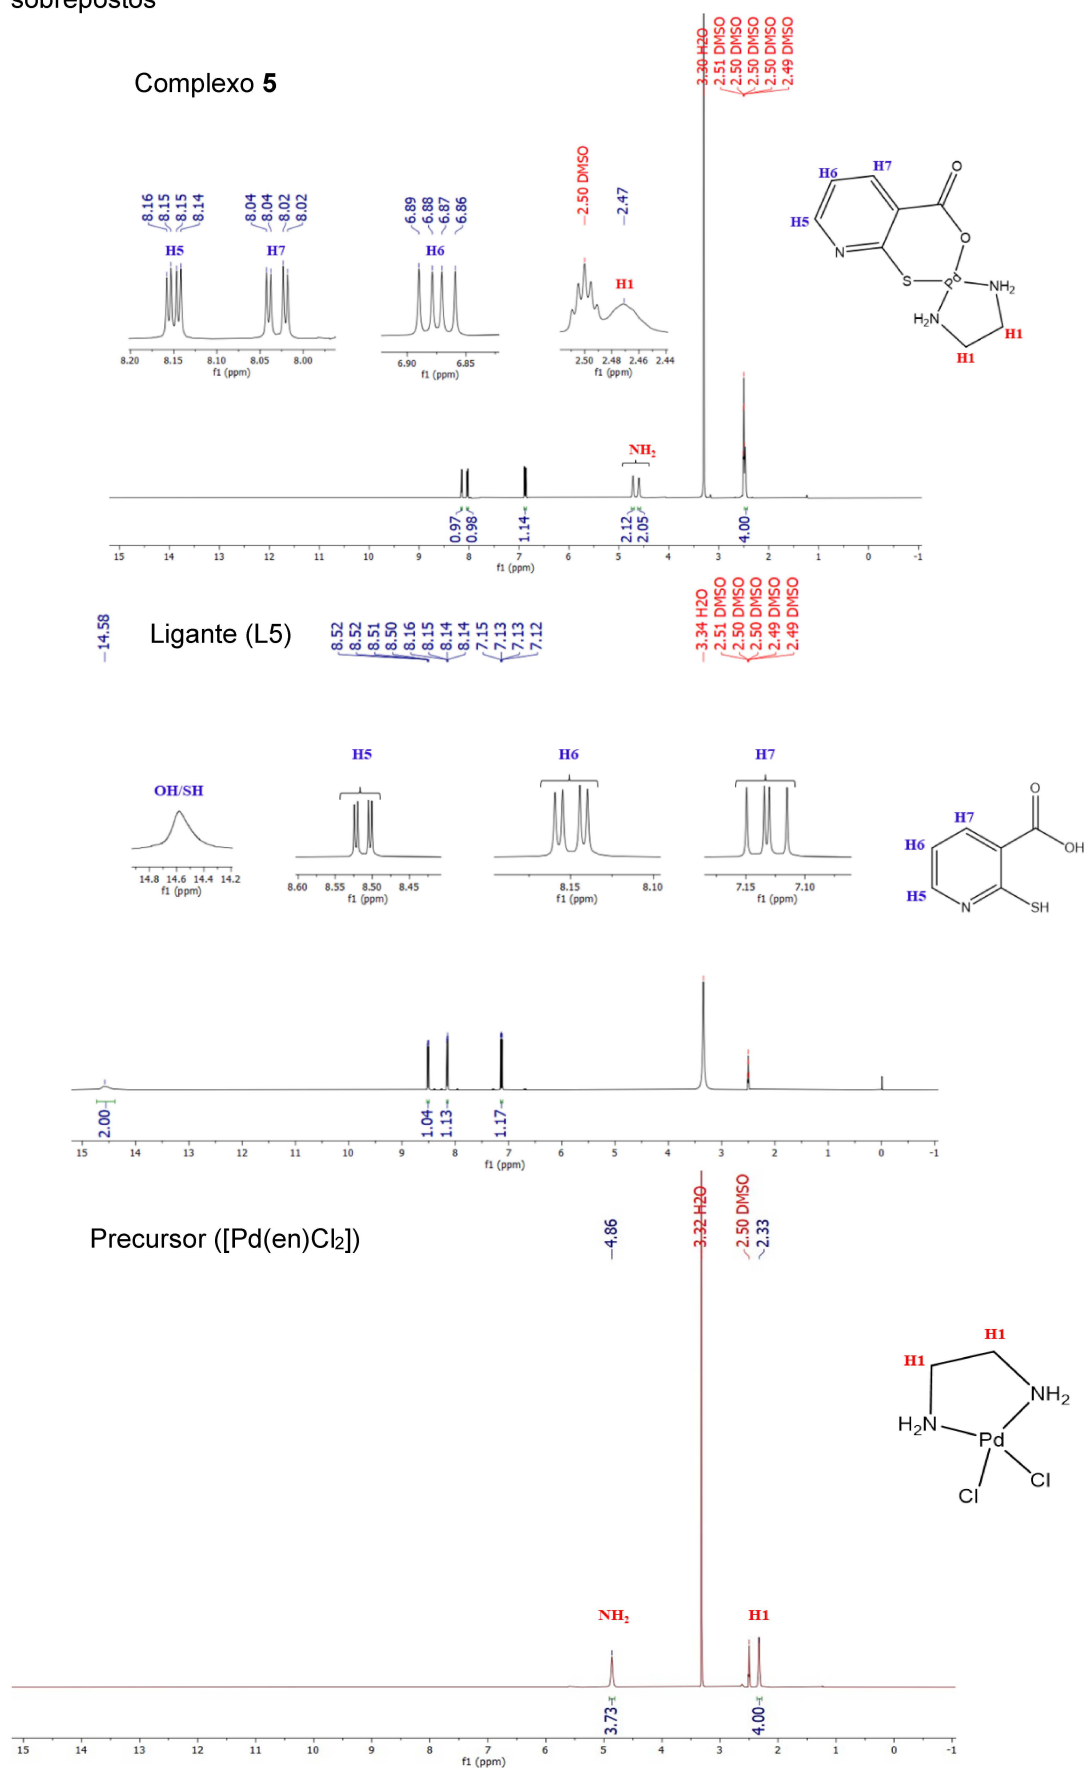 sobrepostos
Complexo 5
3.30 H2O
2.51 DMSO
2.50 DMSO
2.50 DMSO
2.50 DMSO
2.49 DMSO
8.16
8.15
8.15
8.14
8.04
8.04
8.02
8.02
6.89
6.88
6.87
6.86
2.50 DMSO
2.47
H5
H7
H6
H1
8.20 8.15 8.10 8.05 8.00
f1 (ppm)
6.90 6.85
f1 (ppm)
2.50 2.48 2.46 2.44
f1 (ppm)
H6
H7
O
H5
N
O
S
Pd
NH2
H2N
H1
H1
NH2
0.97
0.98
1.14
2.12
2.05
4.00
15 14 13 12 11 10 9 8 7 6 5 4 3 2 1 0 -1
f1 (ppm)
14.58
Ligante (L5)
8.52
8.52
8.51
8.50
8.16
8.15
8.14
8.14
7.15
7.13
7.13
7.12
3.34 H2O
2.51 DMSO
2.50 DMSO
2.50 DMSO
2.49 DMSO
2.49 DMSO
OH/SH
H5
H6
H7
14.8 14.6 14.4 14.2
f1 (ppm)
8.60 8.55 8.50 8.45
f1 (ppm)
8.15 8.10
f1 (ppm)
7.15 7.10
f1 (ppm)
O
H7
H6
OH
H5
N
SH
2.00
1.04
1.13
1.17
15 14 13 12 11 10 9 8 7 6 5 4 3 2 1 0 -1
f1 (ppm)
Precursor ([Pd(en)Cl2])
4.86
3.32 H2O
2.50 DMSO
2.33
H1
H1
NH2
H2N
Pd
Cl
Cl
NH2
H1
3.73
4.00
15 14 13 12 11 10 9 8 7 6 5 4 3 2 1 0 -1
f1 (ppm)